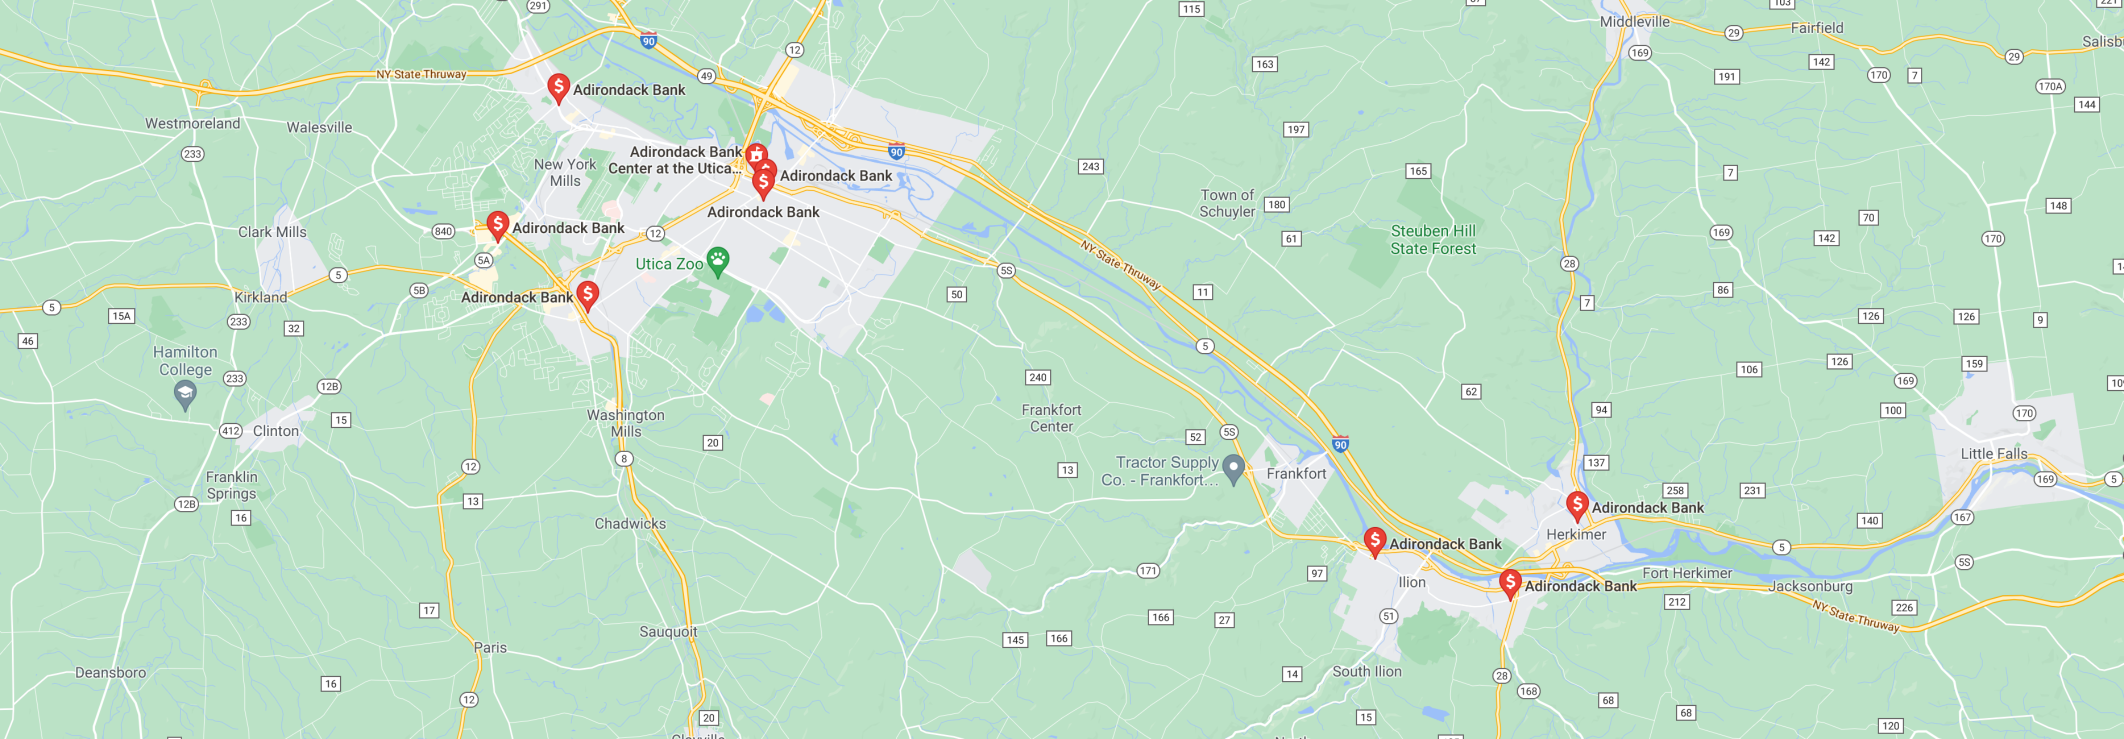 291
115
103
Middleville
Fairfield
29
169
Salisb
90
12
49
NY State Thruway
163
191
142
170
7
29
170A
144
Adirondack Bank
Westmoreland
Walesville
233
197
New York
Mills
Adirondack Bank
Center at the Utica...
Adirondack Bank
Adirondack Bank
90
243
165
7
Town of
Schuyler
180
61
148
70
142
169
170
Clark Mills
840
Adirondack Bank
12
5A
Utica Zoo
Steuben Hill
State Forest
NY State Thruway
28
5
5B
5S
Kirkland
Adirondack Bank
50
11
7
86
5
15A
233
32
46
126
126
9
Hamilton
College
233
12B
5
240
106
126
159
169
62
94
100
170
412
Clinton
15
Washington
Mills
20
Frankfort
Center
52
5S
90
Little Falls
Franklin
Springs
12
8
13
Tractor Supply
Co. - Frankfort...
Frankfort
137
258
231
169
5
12B
16
13
Chadwicks
Adirondack Bank
Herkimer
140
167
Adirondack Bank
5
171
97
Ilion
Adirondack Bank
Fort Herkimer
Jacksonburg
5S
17
145
166
166
27
51
212
NY State Thruway
226
Sauquoit
Paris
Deansboro
16
12
20
14
South Ilion
28
168
68
68
15
120